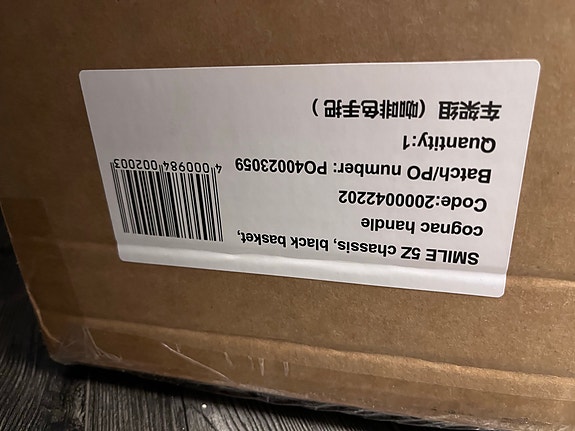 SMILE 5Z chassis, black basket,
cognac handle
Code:2000042202
Batch/PO number: PO40023059
Quantity:1
车架组（咖啡色手把）
4 000984 002003